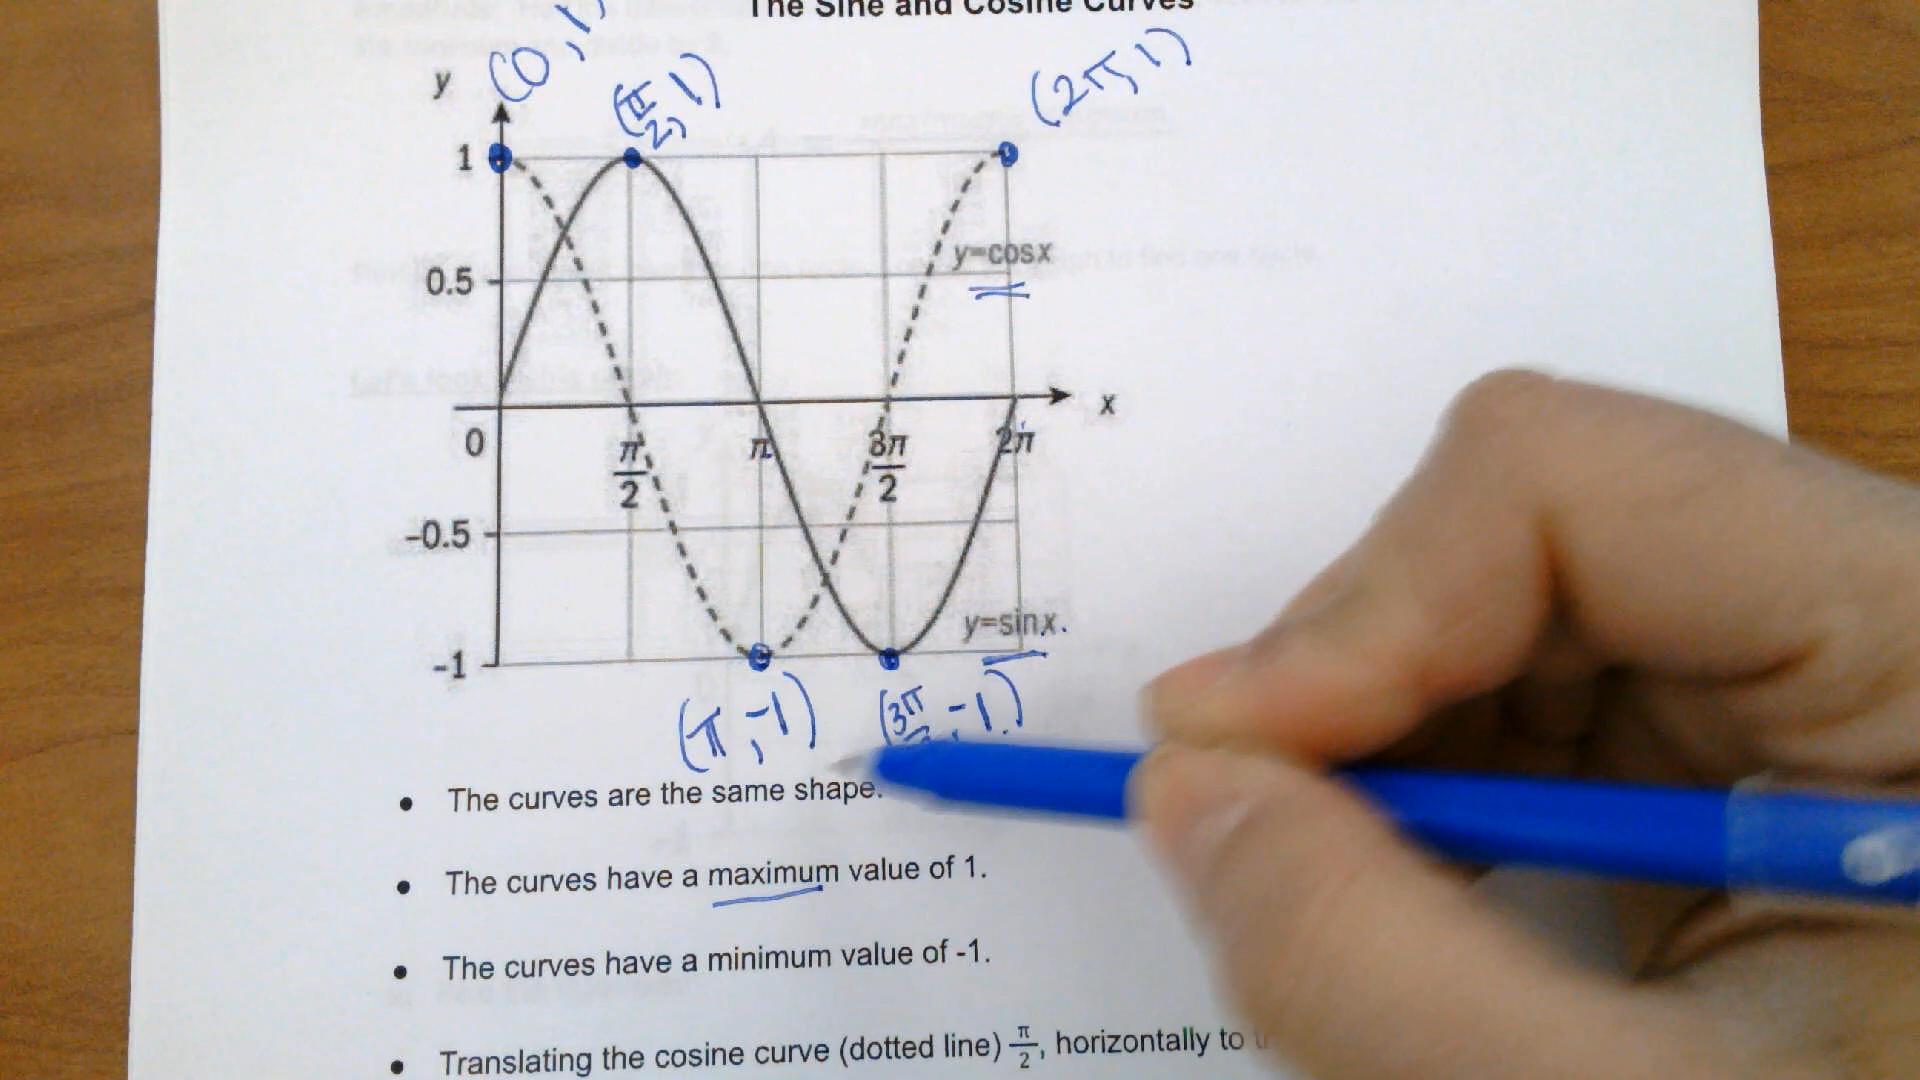 The Sine and Cosine Curves
y
(0,1)
(π/2,1)
(2π,1)
1
y=cosx
0.5
x
0
π/2
π
3π/2
2π
-0.5
y=sinx.
-1
(π,-1)
(3π -1)
The curves are the same shape.
The curves have a maximum value of 1.
The curves have a minimum value of -1.
Translating the cosine curve (dotted line) π/2, horizontally to